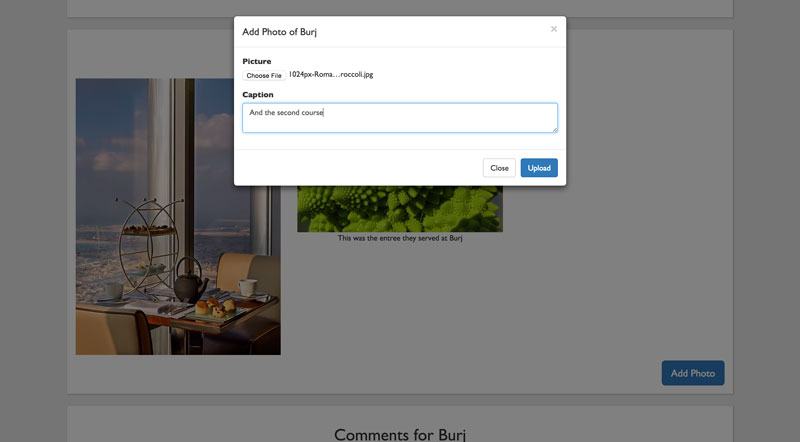 Add Photo of Burj
×
Picture
Choose File 1024px-Roma…roccoli.jpg
Caption
And the second course
Close Upload
This was the entree they served at Burj
Add Photo
Comments for Burj